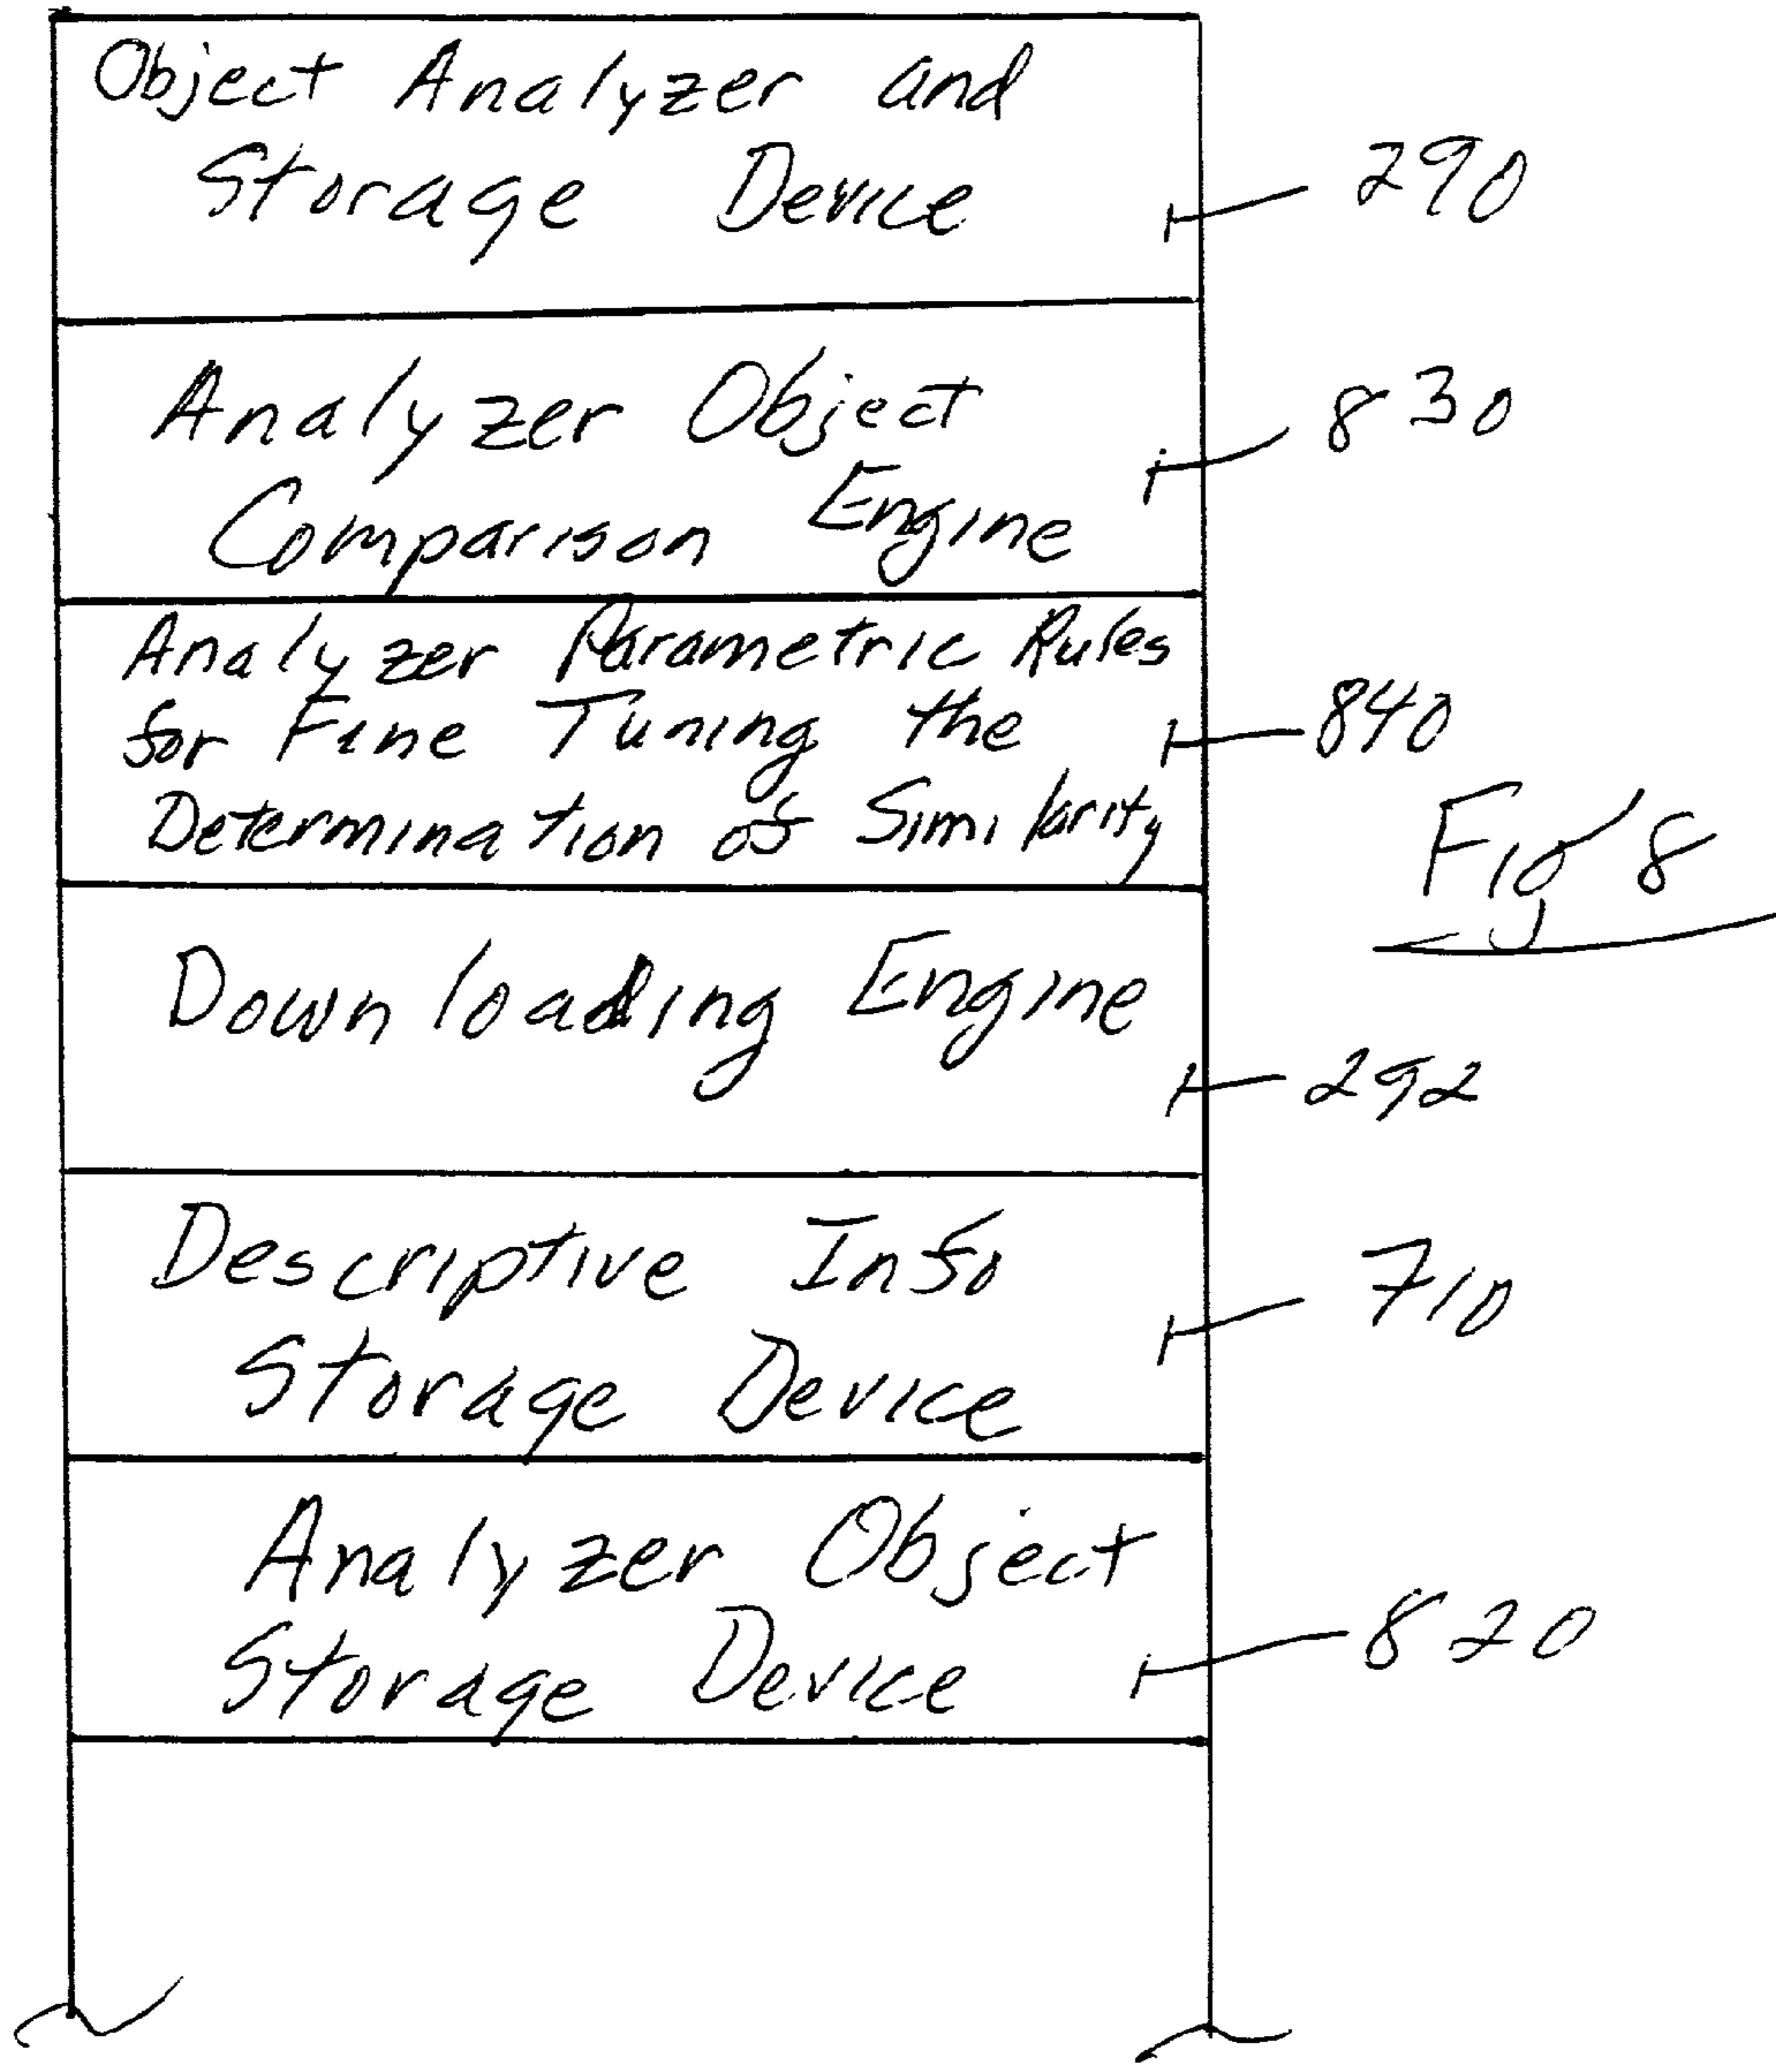 Object Analyzer and
Storage Device
290
Analyzer Object
Comparison Engine
830
Analyzer Parametric Rules
for Fine Tuning the
Determination of Similarity
840
Fig 8
Downloading Engine
292
Descriptive Info
Storage Device
710
Analyzer Object
Storage Device
820